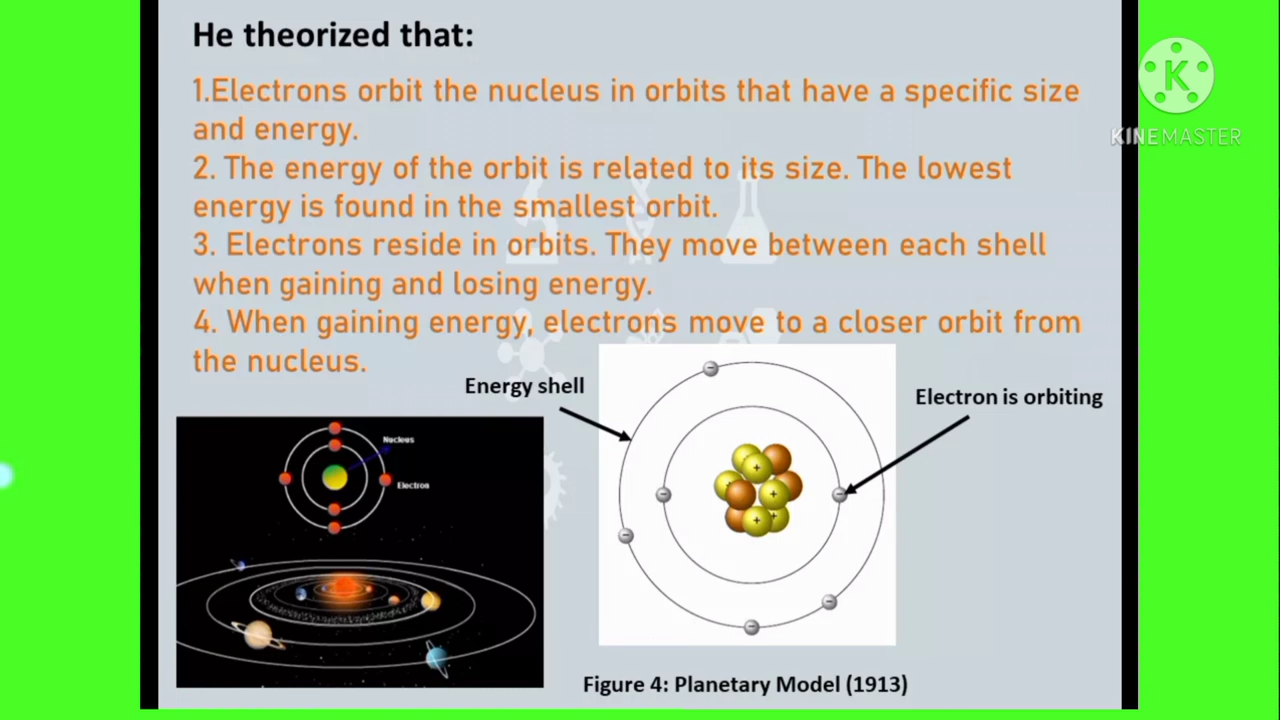 He theorized that:
1.Electrons orbit the nucleus in orbits that have a specific size
and energy.
2. The energy of the orbit is related to its size. The lowest
energy is found in the smallest orbit.
3. Electrons reside in orbits. They move between each shell
when gaining and losing energy.
4. When gaining energy, electrons move to a closer orbit from
the nucleus.
K
KINEMASTER
Energy shell
Electron is orbiting
Nucleus
Electron
Figure 4: Planetary Model (1913)